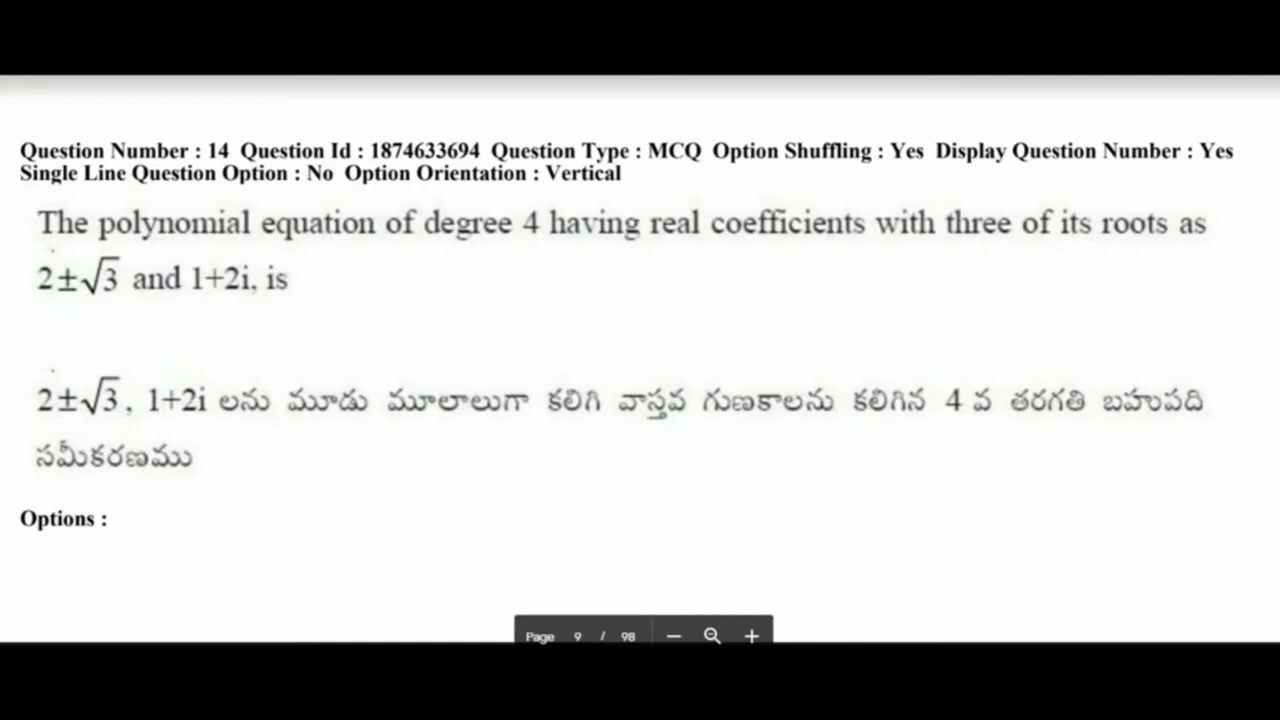 Question Number : 14 Question Id : 1874633694 Question Type : MCQ Option Shuffling : Yes Display Question Number : Yes
Single Line Question Option : No Option Orientation : Vertical
The polynomial equation of degree 4 having real coefficients with three of its roots as
2±√3 and 1+2i, is
2±√3, 1+2i లను మూడు మూలాలుగా కలిగి వాస్తవ గుణకాలను కలిగిన 4 వ తరగతి బహుపది
సమీకరణము
Options :
Page 9 / 98 − +